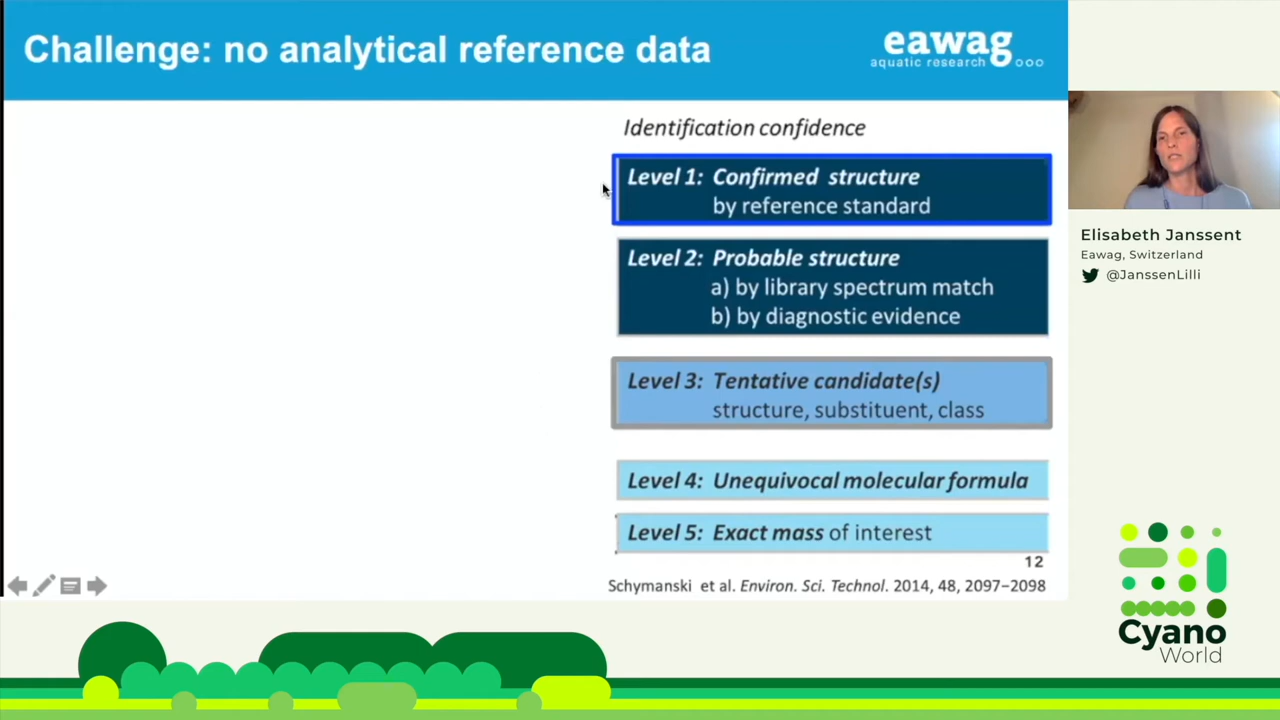 Challenge: no analytical reference data
eawag
aquatic research
Identification confidence
Level 1: Confirmed structure
by reference standard
Level 2: Probable structure
a) by library spectrum match
b) by diagnostic evidence
Level 3: Tentative candidate(s)
structure, substituent, class
Level 4: Unequivocal molecular formula
Level 5: Exact mass of interest
12
Schymanski et al. Environ. Sci. Technol. 2014, 48, 2097−2098
Elisabeth Janssent
Eawag, Switzerland
@JanssenLilli
Cyano
World